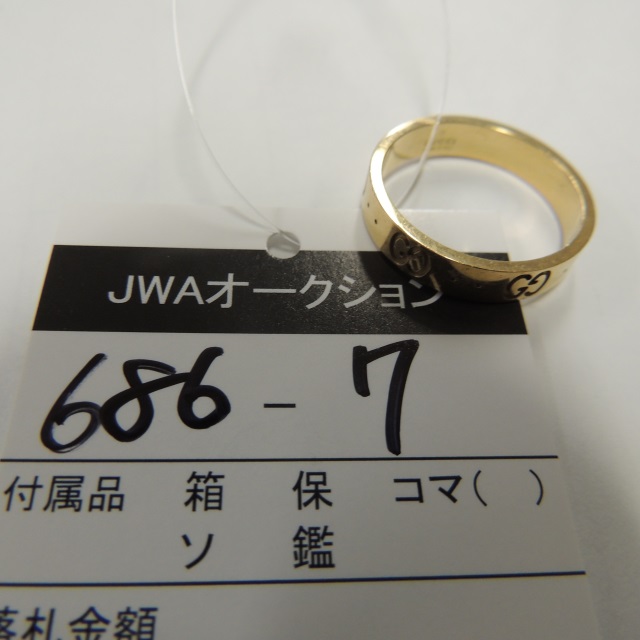 JWAオークション
686-7
付属品 箱 保 コマ( )
ソ 鑑
落札金額